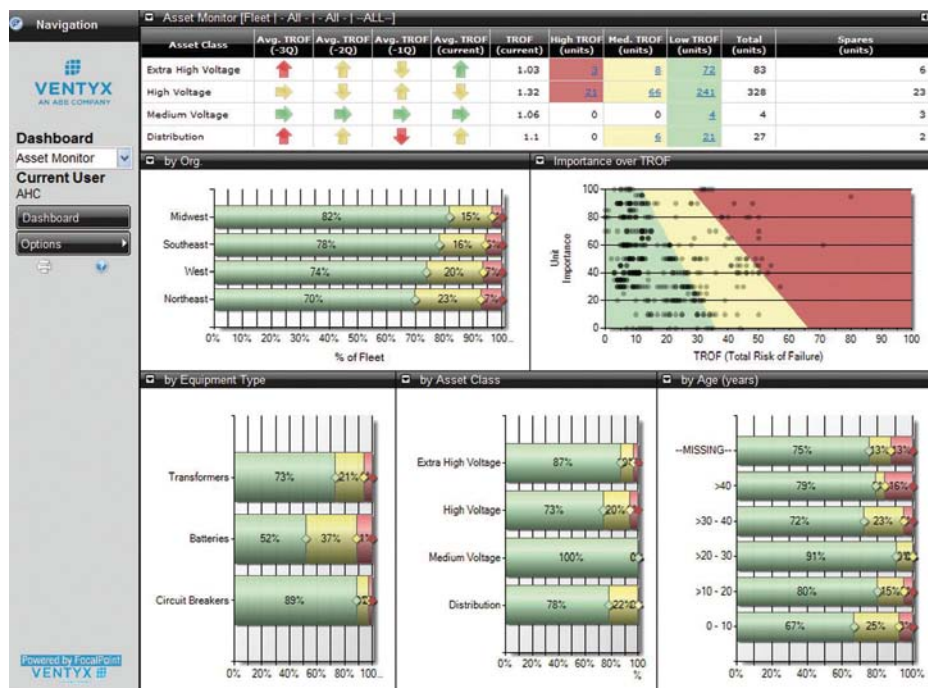 Navigation
VENTYX
AN ABB COMPANY
Dashboard
Asset Monitor
Current User
AHC
Dashboard
Options
Powered by FocalPoint
VENTYX
Asset Monitor [Fleet | - All - | - All - | --ALL--]
Asset Class Avg. TROF (-3Q) Avg. TROF (-2Q) Avg. TROF (-1Q) Avg. TROF (current) TROF (current) High TROF (units) Med. TROF (units) Low TROF (units) Total (units) Spares (units)
Extra High Voltage 1.03 3 8 72 83 6
High Voltage 1.32 21 66 241 328 23
Medium Voltage 1.06 0 0 4 4 3
Distribution 1.1 0 6 21 27 2
by Org.
Midwest 82% 15%
Southeast 78% 16%
West 74% 20% 7%
Northeast 70% 23% 7%
0% 10% 20% 30% 40% 50% 60% 70% 80% 90% 100...
% of Fleet
Importance over TROF
Unit Importance
100
80
60
40
20
0
0 10 20 30 40 50 60 70 80 90 100
TROF (Total Risk of Failure)
by Equipment Type
Transformers 73% 21%
Batteries 52% 37%
Circuit Breakers 89%
0% 20% 40% 60% 80% 100...
by Asset Class
Extra High Voltage 87%
High Voltage 73% 20%
Medium Voltage 100%
Distribution 78% 22%
0% 20% 40% 60% 80% 100
%
by Age (years)
--MISSING-- 75% 13% 13%
>40 79% 16%
>30 - 40 72% 23%
>20 - 30 91%
>10 - 20 80% 15%
0 - 10 67% 25%
0% 20% 40% 60% 80% 100%